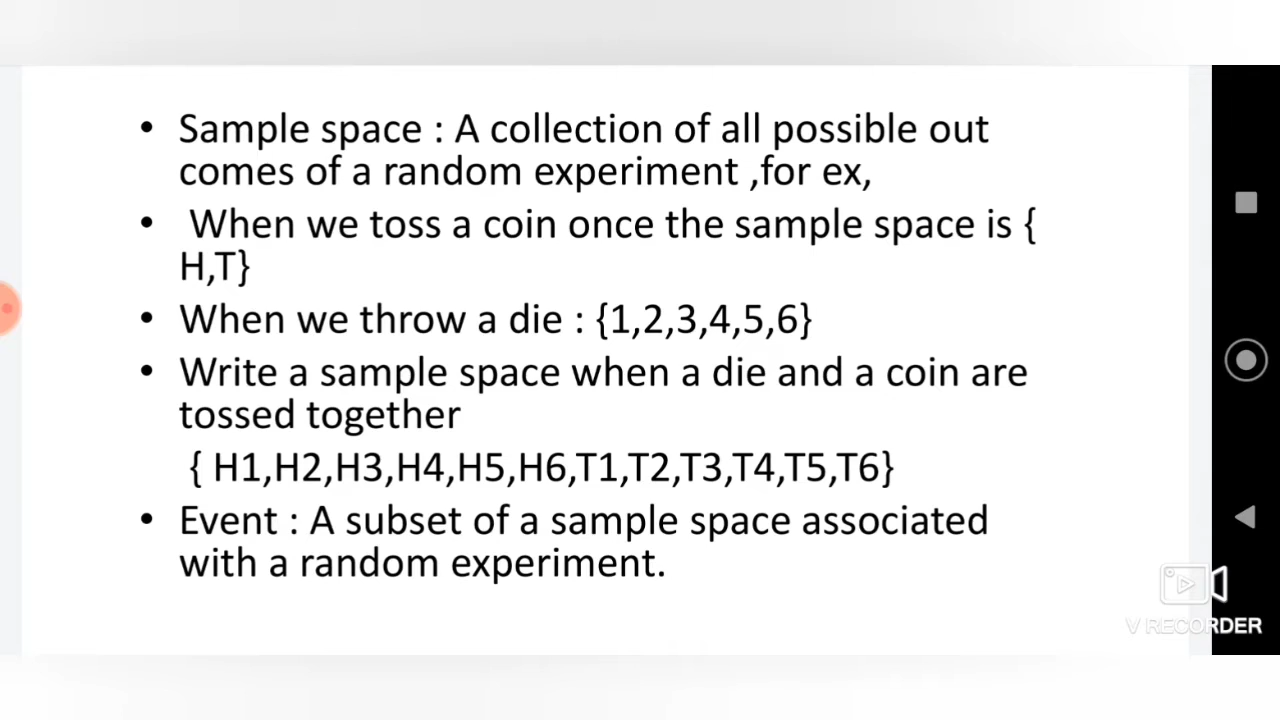 • Sample space : A collection of all possible out
comes of a random experiment ,for ex,
• When we toss a coin once the sample space is {
H,T}
• When we throw a die : {1,2,3,4,5,6}
• Write a sample space when a die and a coin are
tossed together
{ H1,H2,H3,H4,H5,H6,T1,T2,T3,T4,T5,T6}
• Event : A subset of a sample space associated
with a random experiment.
V RECORDER